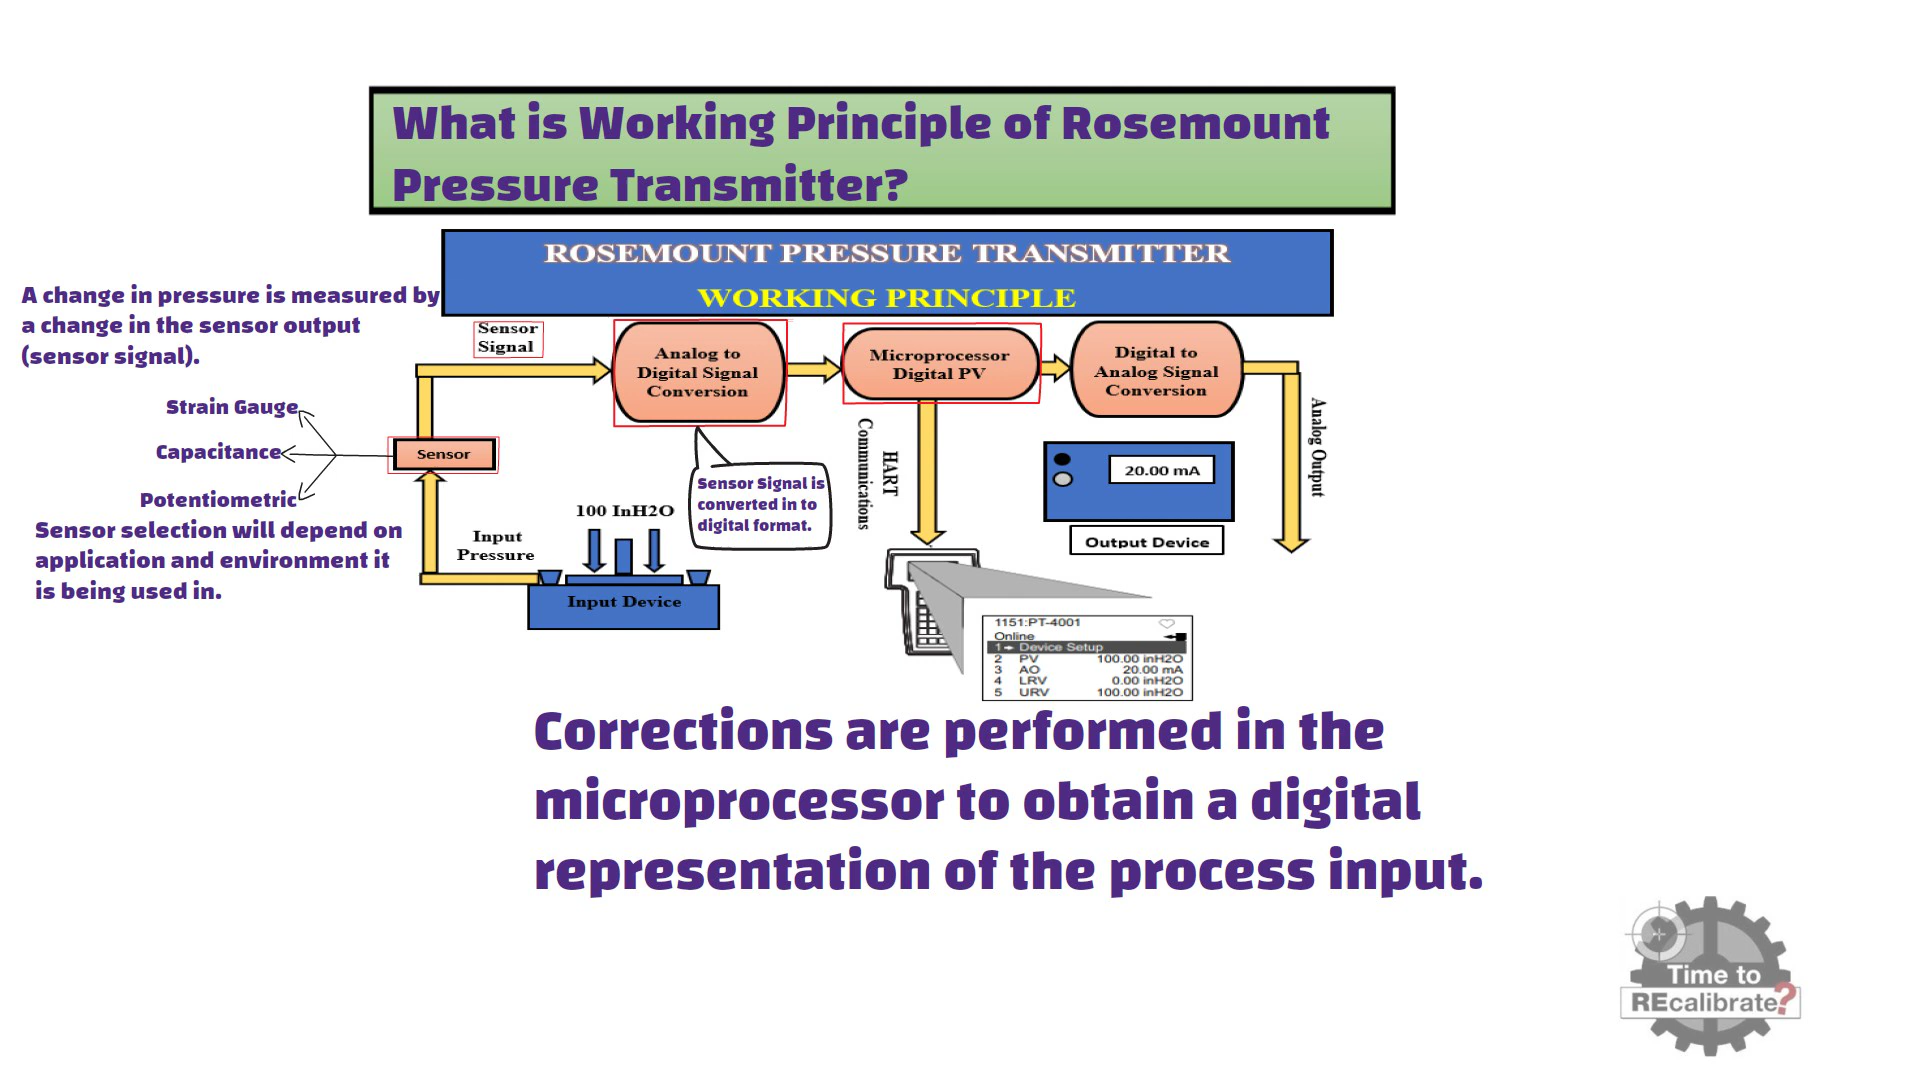 What is Working Principle of Rosemount
Pressure Transmitter?
ROSEMOUNT PRESSURE TRANSMITTER
WORKING PRINCIPLE
A change in pressure is measured by
a change in the sensor output
(sensor signal).
Sensor
Signal
Analog to
Digital Signal
Conversion
Microprocessor
Digital PV
Digital to
Analog Signal
Conversion
Analog Output
Strain Gauge
Capacitance
Potentiometric
Sensor
Sensor selection will depend on
application and environment it
is being used in.
Input
Pressure
100 InH2O
Input Device
Sensor Signal is
converted in to
digital format.
HART
Communications
20.00 mA
Output Device
1151:PT-4001
Online
1 Device Setup
2 PV 100.00 inH2O
3 AO 20.00 mA
4 LRV 0.00 inH2O
5 URV 100.00 inH2O
Corrections are performed in the
microprocessor to obtain a digital
representation of the process input.
Time to
REcalibrate?